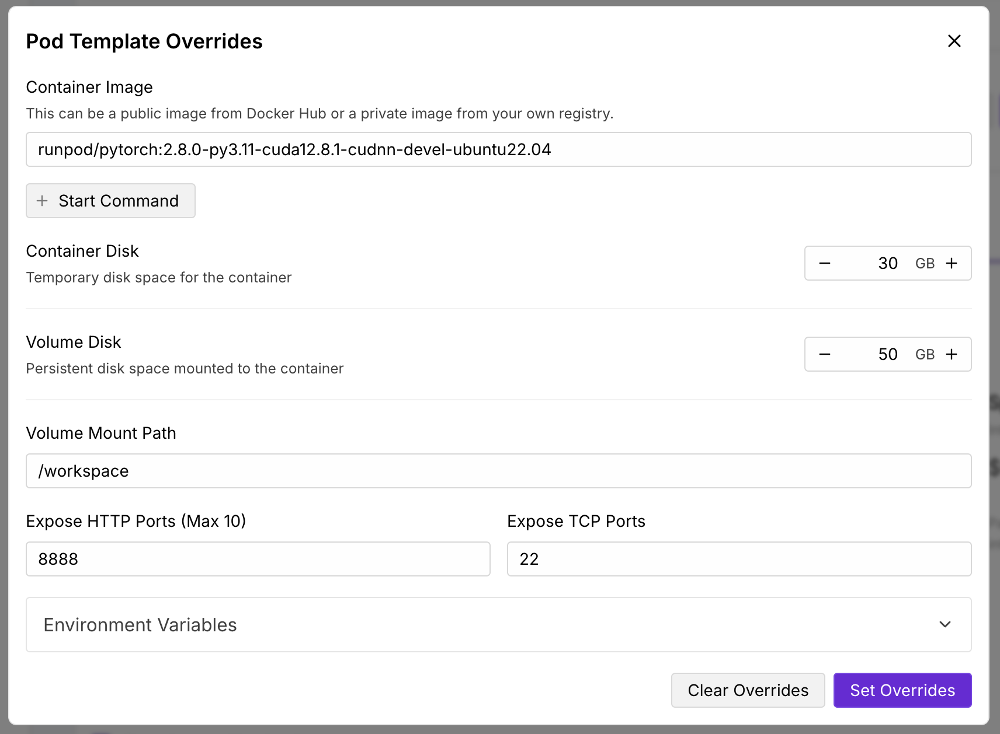 Pod Template Overrides
Container Image
This can be a public image from Docker Hub or a private image from your own registry.
runpod/pytorch:2.8.0-py3.11-cuda12.8.1-cudnn-devel-ubuntu22.04
+ Start Command
Container Disk
30 GB
Temporary disk space for the container
Volume Disk
50 GB
Persistent disk space mounted to the container
Volume Mount Path
/workspace
Expose HTTP Ports (Max 10)
Expose TCP Ports
8888
22
Environment Variables
Clear Overrides
Set Overrides